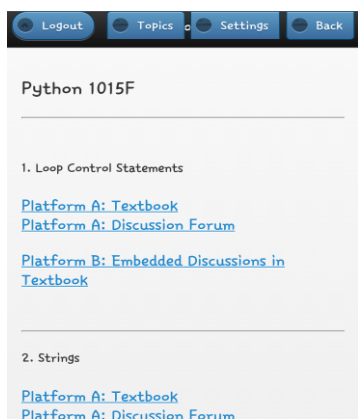 Logout Topics Settings Back
Python 1015F
1. Loop Control Statements
Platform A: Textbook
Platform A: Discussion Forum
Platform B: Embedded Discussions in
Textbook
2. Strings
Platform A: Textbook
Platform A: Discussion Forum